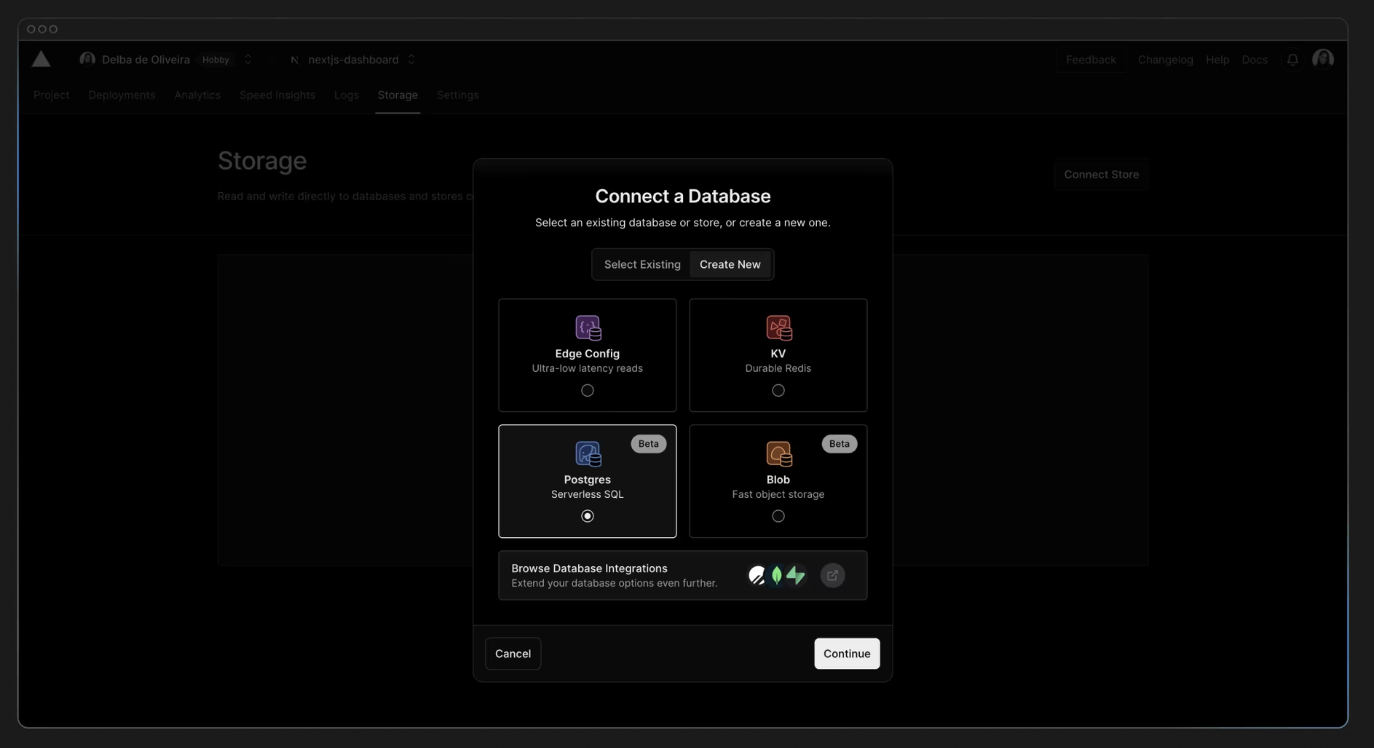 Delba de Oliveira Hobby nextjs-dashboard Feedback Changelog Help Docs
Project Deployments Analytics Speed Insights Logs Storage Settings
Storage
Read and write directly to databases and stores
Connect Store
Connect a Database
Select an existing database or store, or create a new one.
Select Existing Create New
Edge Config
Ultra-low latency reads
KV
Durable Redis
Beta
Postgres
Serverless SQL
Beta
Blob
Fast object storage
Browse Database Integrations
Extend your database options even further.
Cancel Continue